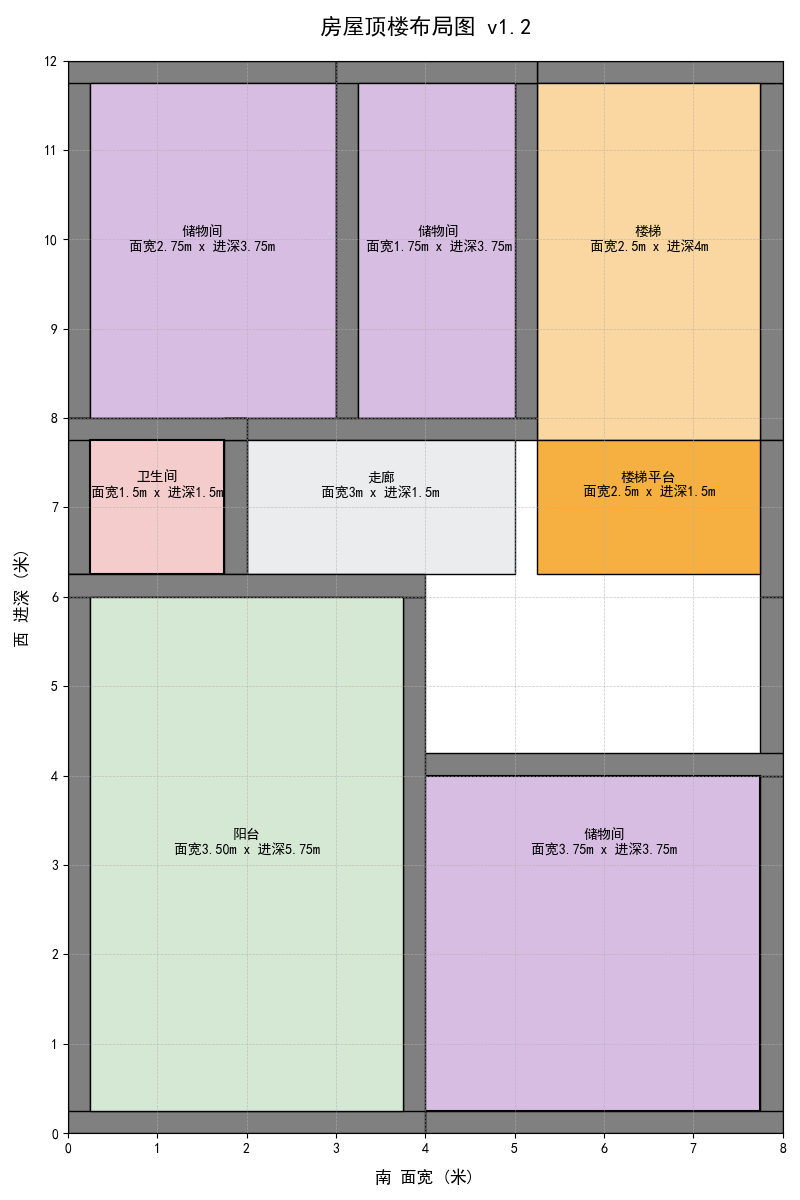 房屋顶楼布局图 v1.2
12
11
10
9
8
7
6
5
4
3
2
1
0
西 进深 (米)
储物间
面宽2.75m x 进深3.75m
储物间
面宽1.75m x 进深3.75m
楼梯
面宽2.5m x 进深4m
卫生间
面宽1.5m x 进深1.5m
走廊
面宽3m x 进深1.5m
楼梯平台
面宽2.5m x 进深1.5m
阳台
面宽3.50m x 进深5.75m
储物间
面宽3.75m x 进深3.75m
0 1 2 3 4 5 6 7 8
南 面宽 (米)